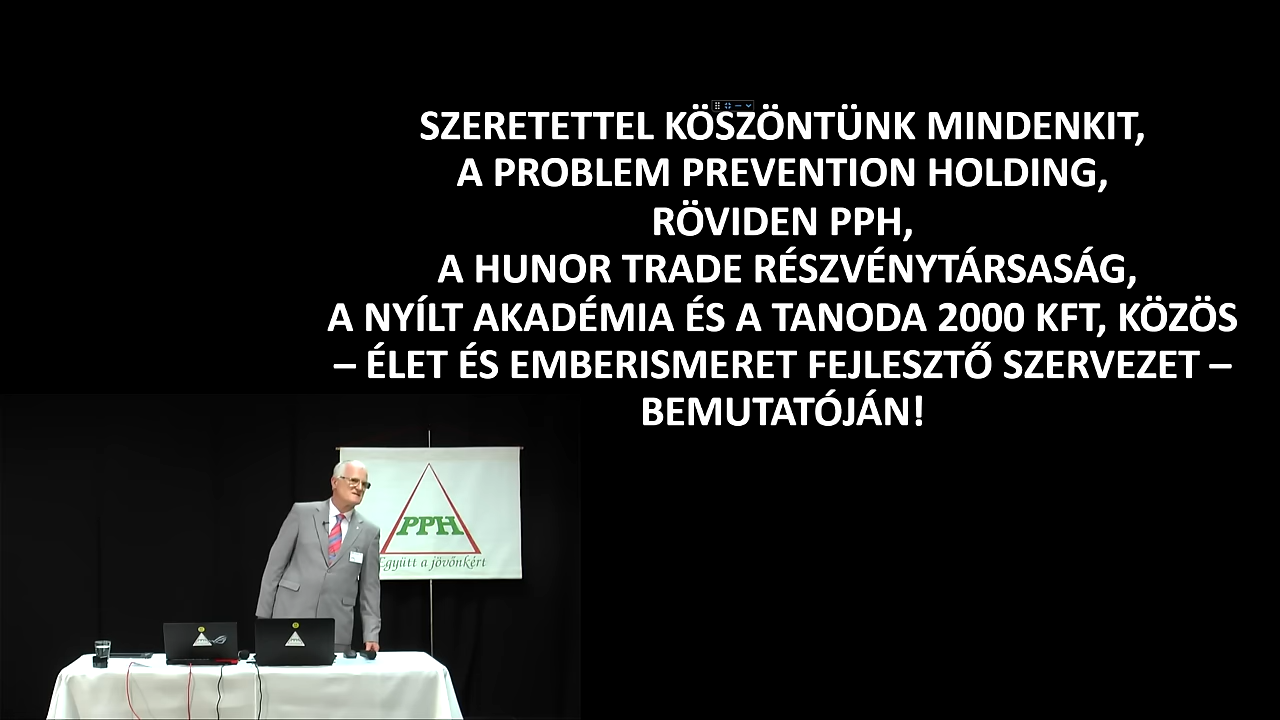 SZERETETTEL KÖSZÖNTÜNK MINDENKIT,
A PROBLEM PREVENTION HOLDING,
RÖVIDEN PPH,
A HUNOR TRADE RÉSZVÉNYTÁRSASÁG,
A NYÍLT AKADÉMIA ÉS A TANODA 2000 KFT, KÖZÖS
– ÉLET ÉS EMBERISMERET FEJLESZTŐ SZERVEZET –
BEMUTATÓJÁN!
PPH
Együtt a jövőnkért